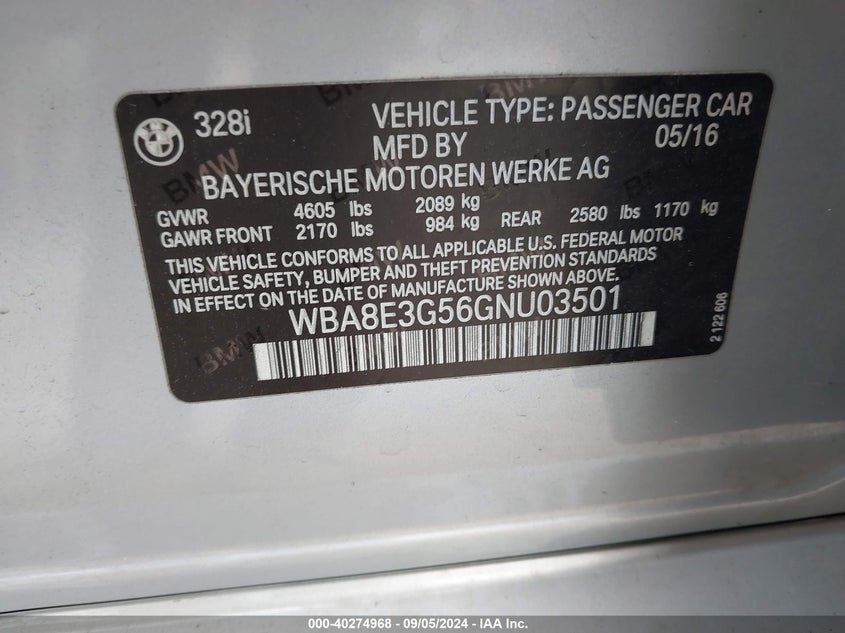 328i
VEHICLE TYPE: PASSENGER CAR
MFD BY 05/16
BAYERISCHE MOTOREN WERKE AG
GVWR 4605 lbs 2089 kg
GAWR FRONT 2170 lbs 984 kg REAR 2580 lbs 1170 kg
THIS VEHICLE CONFORMS TO ALL APPLICABLE U.S. FEDERAL MOTOR
VEHICLE SAFETY, BUMPER AND THEFT PREVENTION STANDARDS
IN EFFECT ON THE DATE OF MANUFACTURE SHOWN ABOVE.
WBA8E3G56GNU03501
2 122 606
BMW
BMW
000-40274968 - 09/05/2024 - IAA Inc.